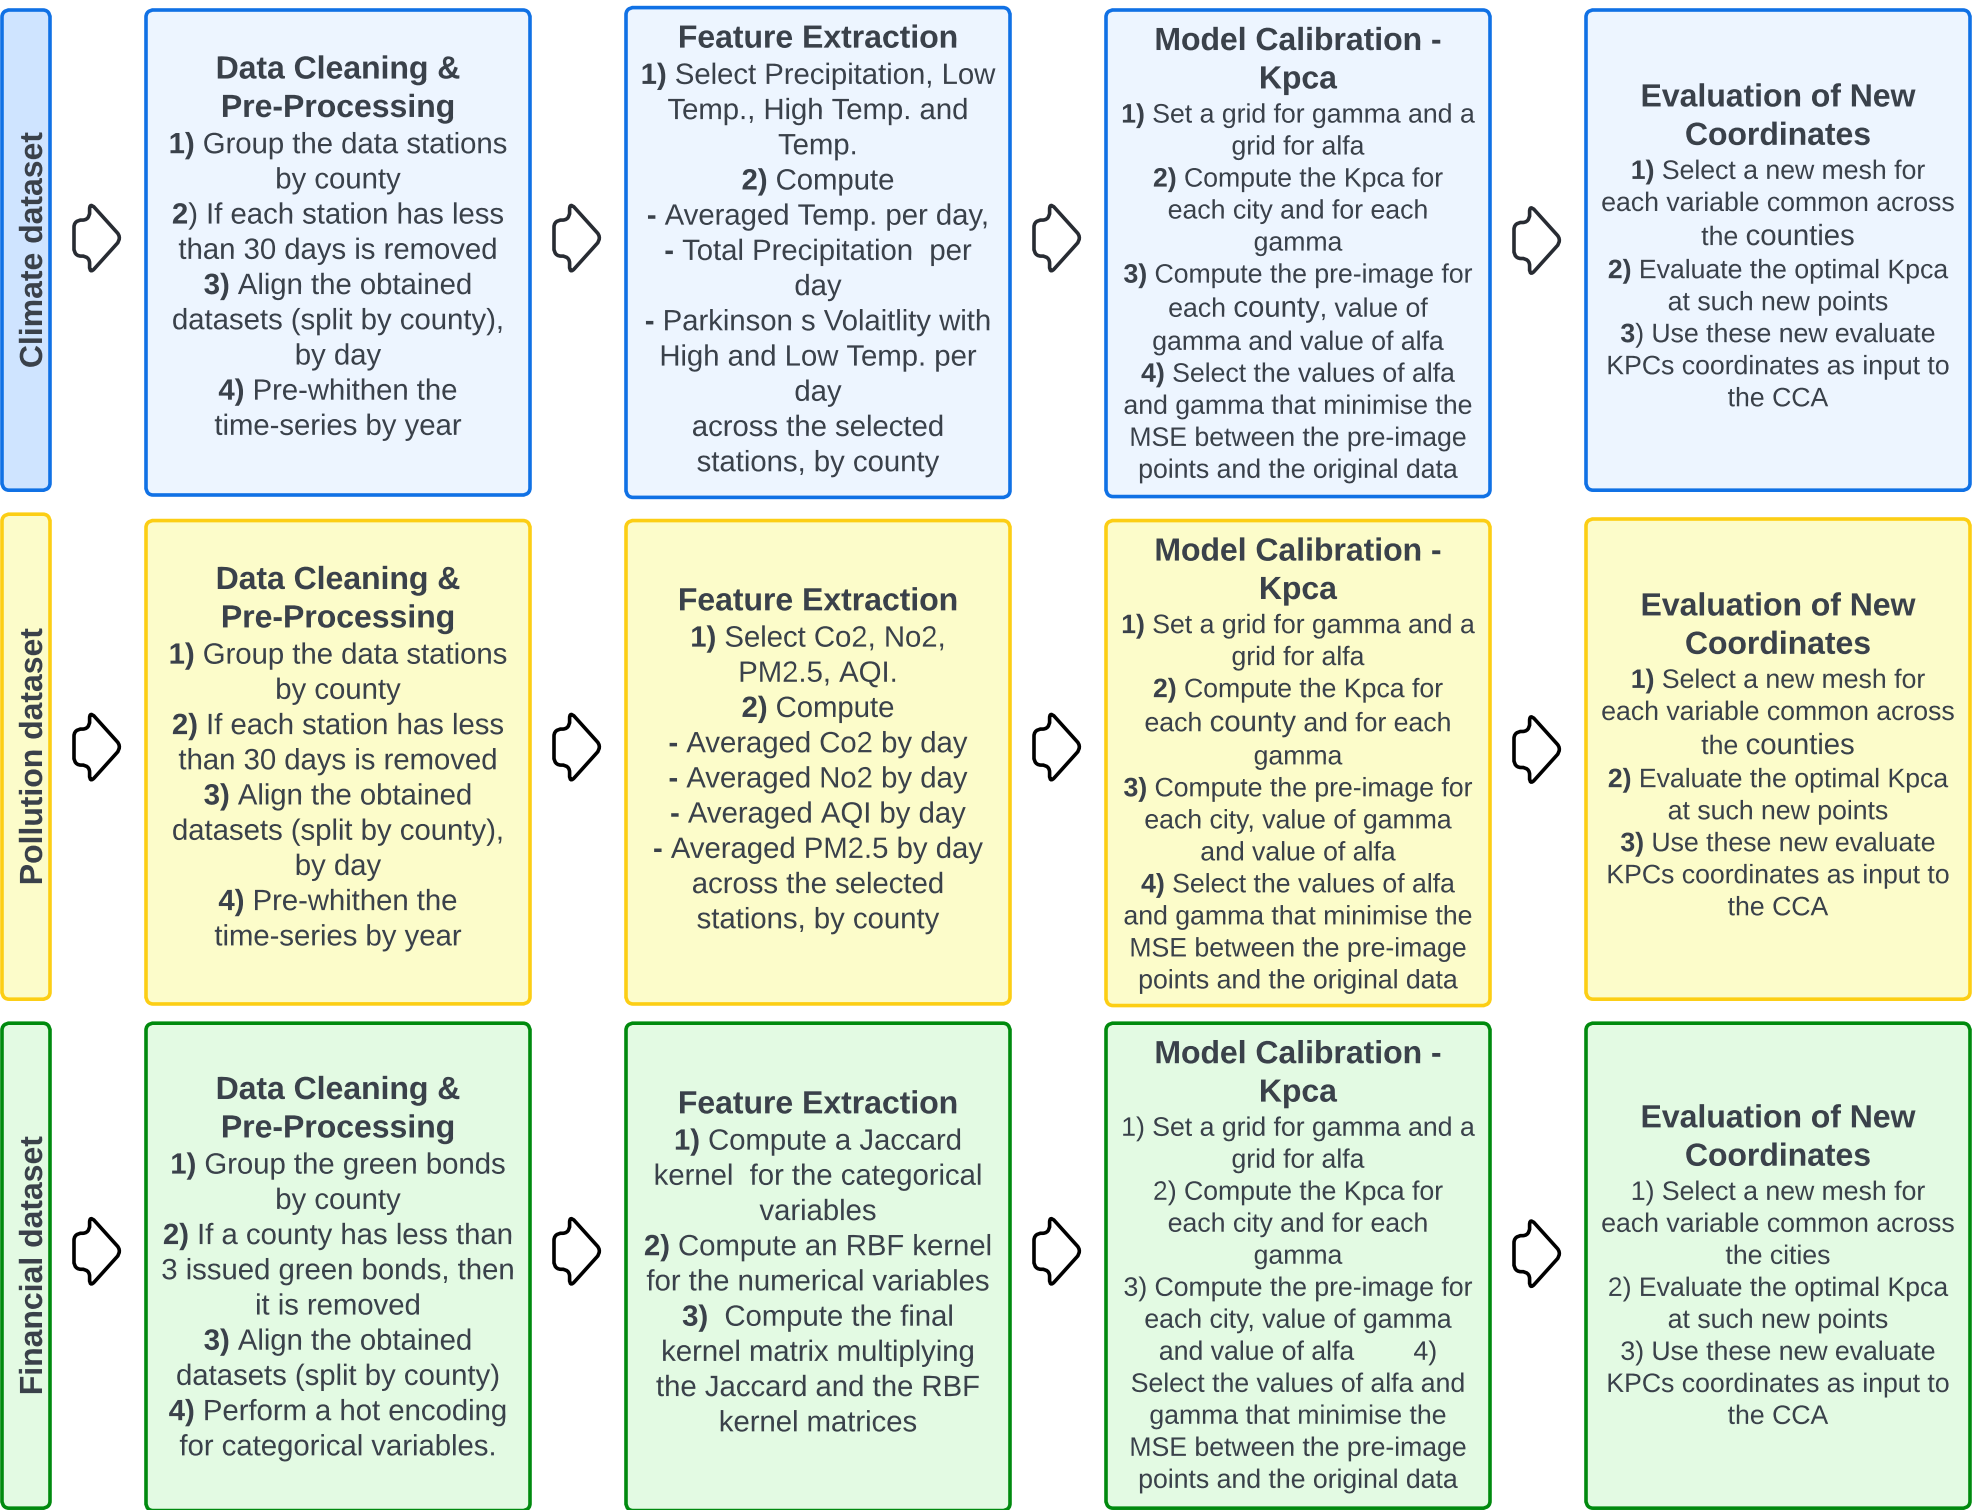 Climate dataset
Data Cleaning &
Pre-Processing
1) Group the data stations
by county
2) If each station has less
than 30 days is removed
3) Align the obtained
datasets (split by county),
by day
4) Pre-whithen the
time-series by year
Feature Extraction
1) Select Precipitation, Low
Temp., High Temp. and
Temp.
2) Compute
- Averaged Temp. per day,
- Total Precipitation  per
day
- Parkinson s Volaitlity with
High and Low Temp. per
day
across the selected
stations, by county
Model Calibration -
Kpca
1) Set a grid for gamma and a
grid for alfa
2) Compute the Kpca for
each city and for each
gamma
3) Compute the pre-image for
each county, value of
gamma and value of alfa
4) Select the values of alfa
and gamma that minimise the
MSE between the pre-image
points and the original data
Evaluation of New
Coordinates
1) Select a new mesh for
each variable common across
the counties
2) Evaluate the optimal Kpca
at such new points
3) Use these new evaluate
KPCs coordinates as input to
the CCA
Pollution dataset
Data Cleaning &
Pre-Processing
1) Group the data stations
by county
2) If each station has less
than 30 days is removed
3) Align the obtained
datasets (split by county),
by day
4) Pre-whithen the
time-series by year
Feature Extraction
1) Select Co2, No2,
PM2.5, AQI.
2) Compute
- Averaged Co2 by day
- Averaged No2 by day
- Averaged AQI by day
- Averaged PM2.5 by day
across the selected
stations, by county
Model Calibration -
Kpca
1) Set a grid for gamma and a
grid for alfa
2) Compute the Kpca for
each county and for each
gamma
3) Compute the pre-image for
each city, value of gamma
and value of alfa
4) Select the values of alfa
and gamma that minimise the
MSE between the pre-image
points and the original data
Evaluation of New
Coordinates
1) Select a new mesh for
each variable common across
the counties
2) Evaluate the optimal Kpca
at such new points
3) Use these new evaluate
KPCs coordinates as input to
the CCA
Financial dataset
Data Cleaning &
Pre-Processing
1) Group the green bonds
by county
2) If a county has less than
3 issued green bonds, then
it is removed
3) Align the obtained
datasets (split by county)
4) Perform a hot encoding
for categorical variables.
Feature Extraction
1) Compute a Jaccard
kernel  for the categorical
variables
2) Compute an RBF kernel
for the numerical variables
3)  Compute the final
kernel matrix multiplying
the Jaccard and the RBF
kernel matrices
Model Calibration -
Kpca
1) Set a grid for gamma and a
grid for alfa
2) Compute the Kpca for
each city and for each
gamma
3) Compute the pre-image for
each city, value of gamma
and value of alfa        4)
Select the values of alfa and
gamma that minimise the
MSE between the pre-image
points and the original data
Evaluation of New
Coordinates
1) Select a new mesh for
each variable common across
the cities
2) Evaluate the optimal Kpca
at such new points
3) Use these new evaluate
KPCs coordinates as input to
the CCA